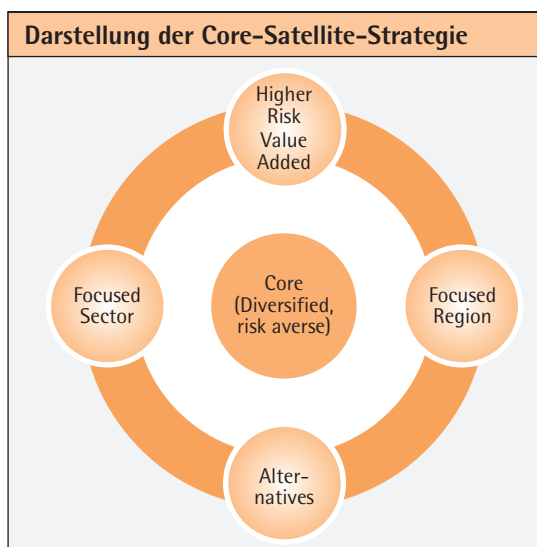 Darstellung der Core-Satellite-Strategie
Higher
Risk
Value
Added
Focused
Sector
Core
(Diversified,
risk averse)
Focused
Region
Alter-
natives